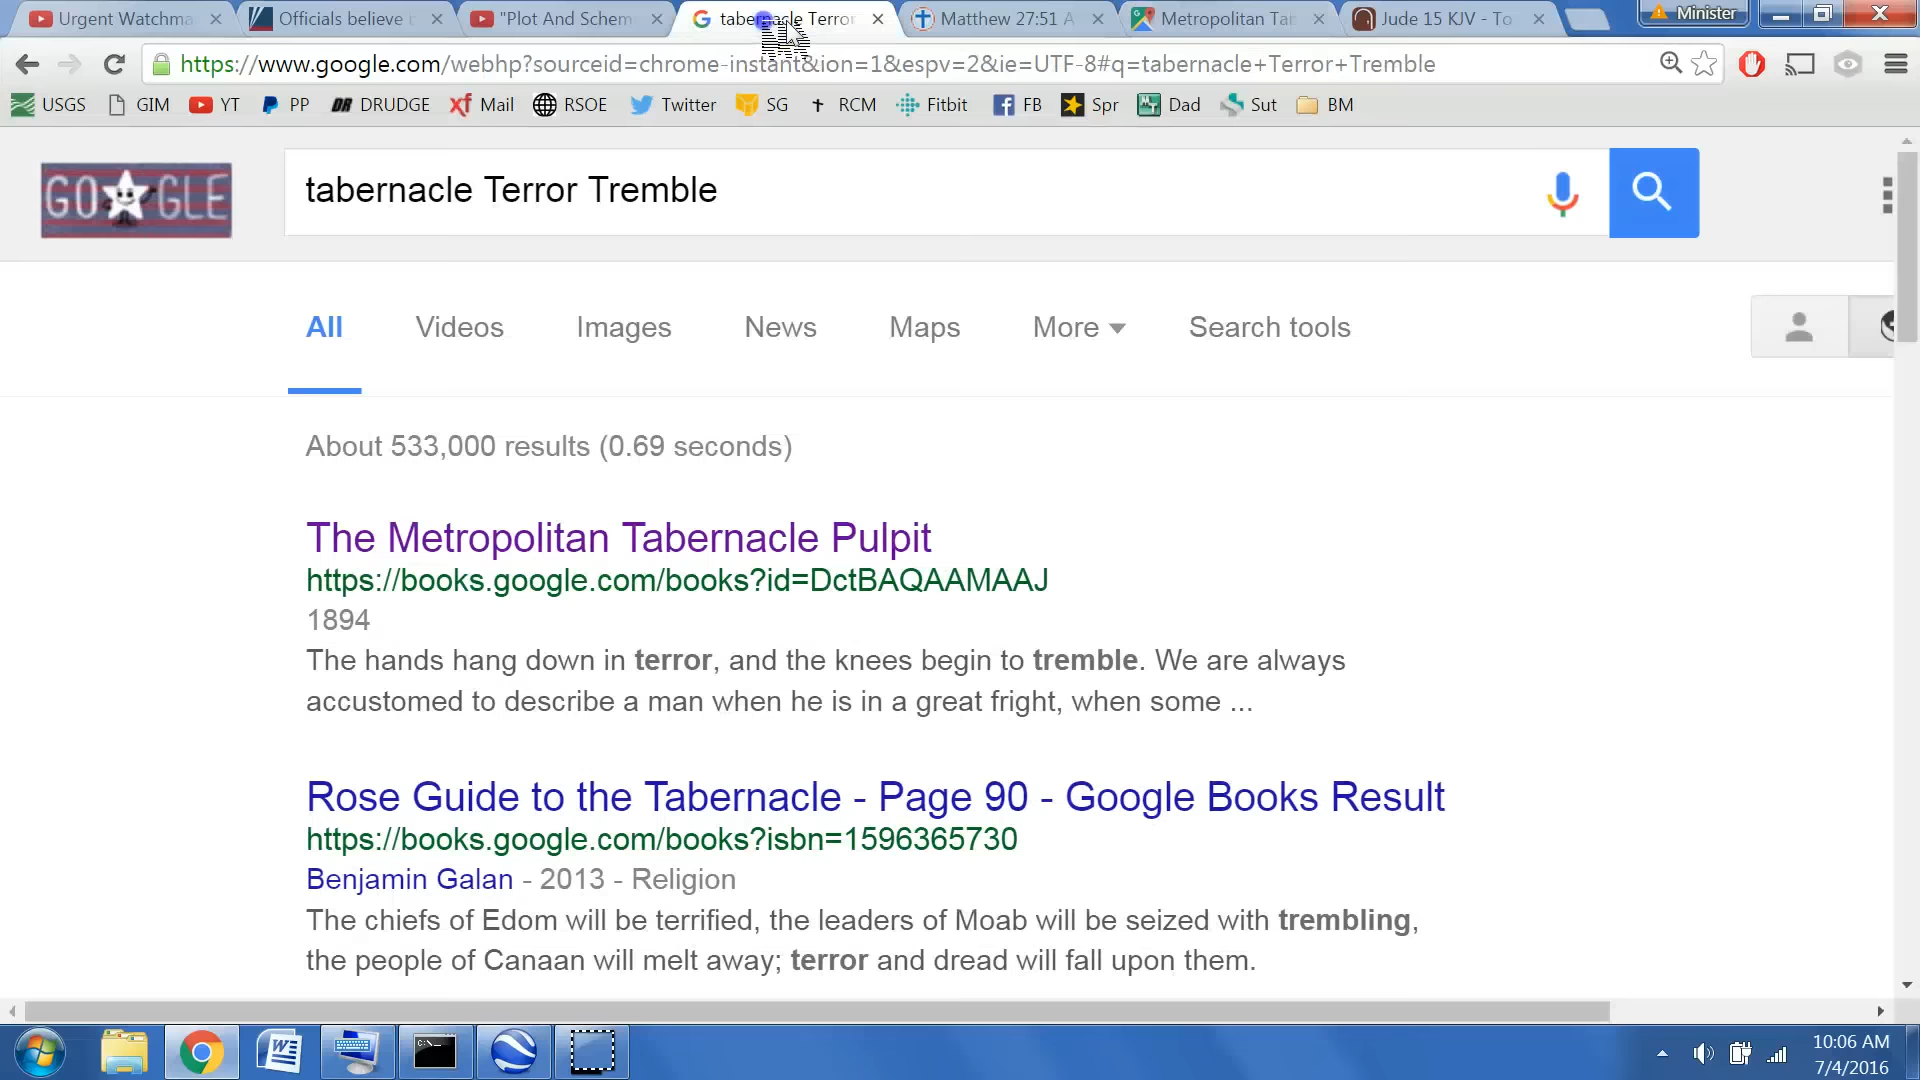 Urgent Watchma
Officials believe
"Plot And Schem
tabernacle Terror
Matthew 27:51 A
Metropolitan Tab
Jude 15 KJV - To
Minister
https://www.google.com/webhp?sourceid=chrome-instant&ion=1&espv=2&ie=UTF-8#q=tabernacle+Terror+Tremble
USGS GIM YT PP DRUDGE Mail RSOE Twitter SG RCM Fitbit FB Spr Dad Sut BM
GOOGLE
tabernacle Terror Tremble
All Videos Images News Maps More Search tools
About 533,000 results (0.69 seconds)
The Metropolitan Tabernacle Pulpit
https://books.google.com/books?id=DctBAQAAMAAJ
1894
The hands hang down in terror, and the knees begin to tremble. We are always
accustomed to describe a man when he is in a great fright, when some ...
Rose Guide to the Tabernacle - Page 90 - Google Books Result
https://books.google.com/books?isbn=1596365730
Benjamin Galan - 2013 - Religion
The chiefs of Edom will be terrified, the leaders of Moab will be seized with trembling,
the people of Canaan will melt away; terror and dread will fall upon them.
10:06 AM
7/4/2016